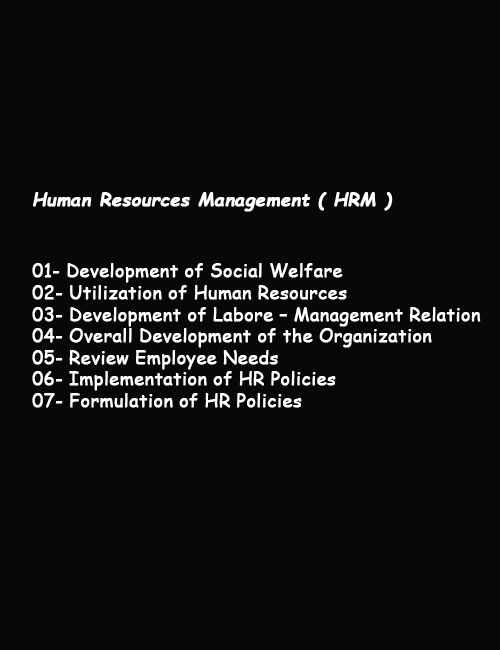 Human Resources Management ( HRM )
01- Development of Social Welfare
02- Utilization of Human Resources
03- Development of Labore – Management Relation
04- Overall Development of the Organization
05- Review Employee Needs
06- Implementation of HR Policies
07- Formulation of HR Policies